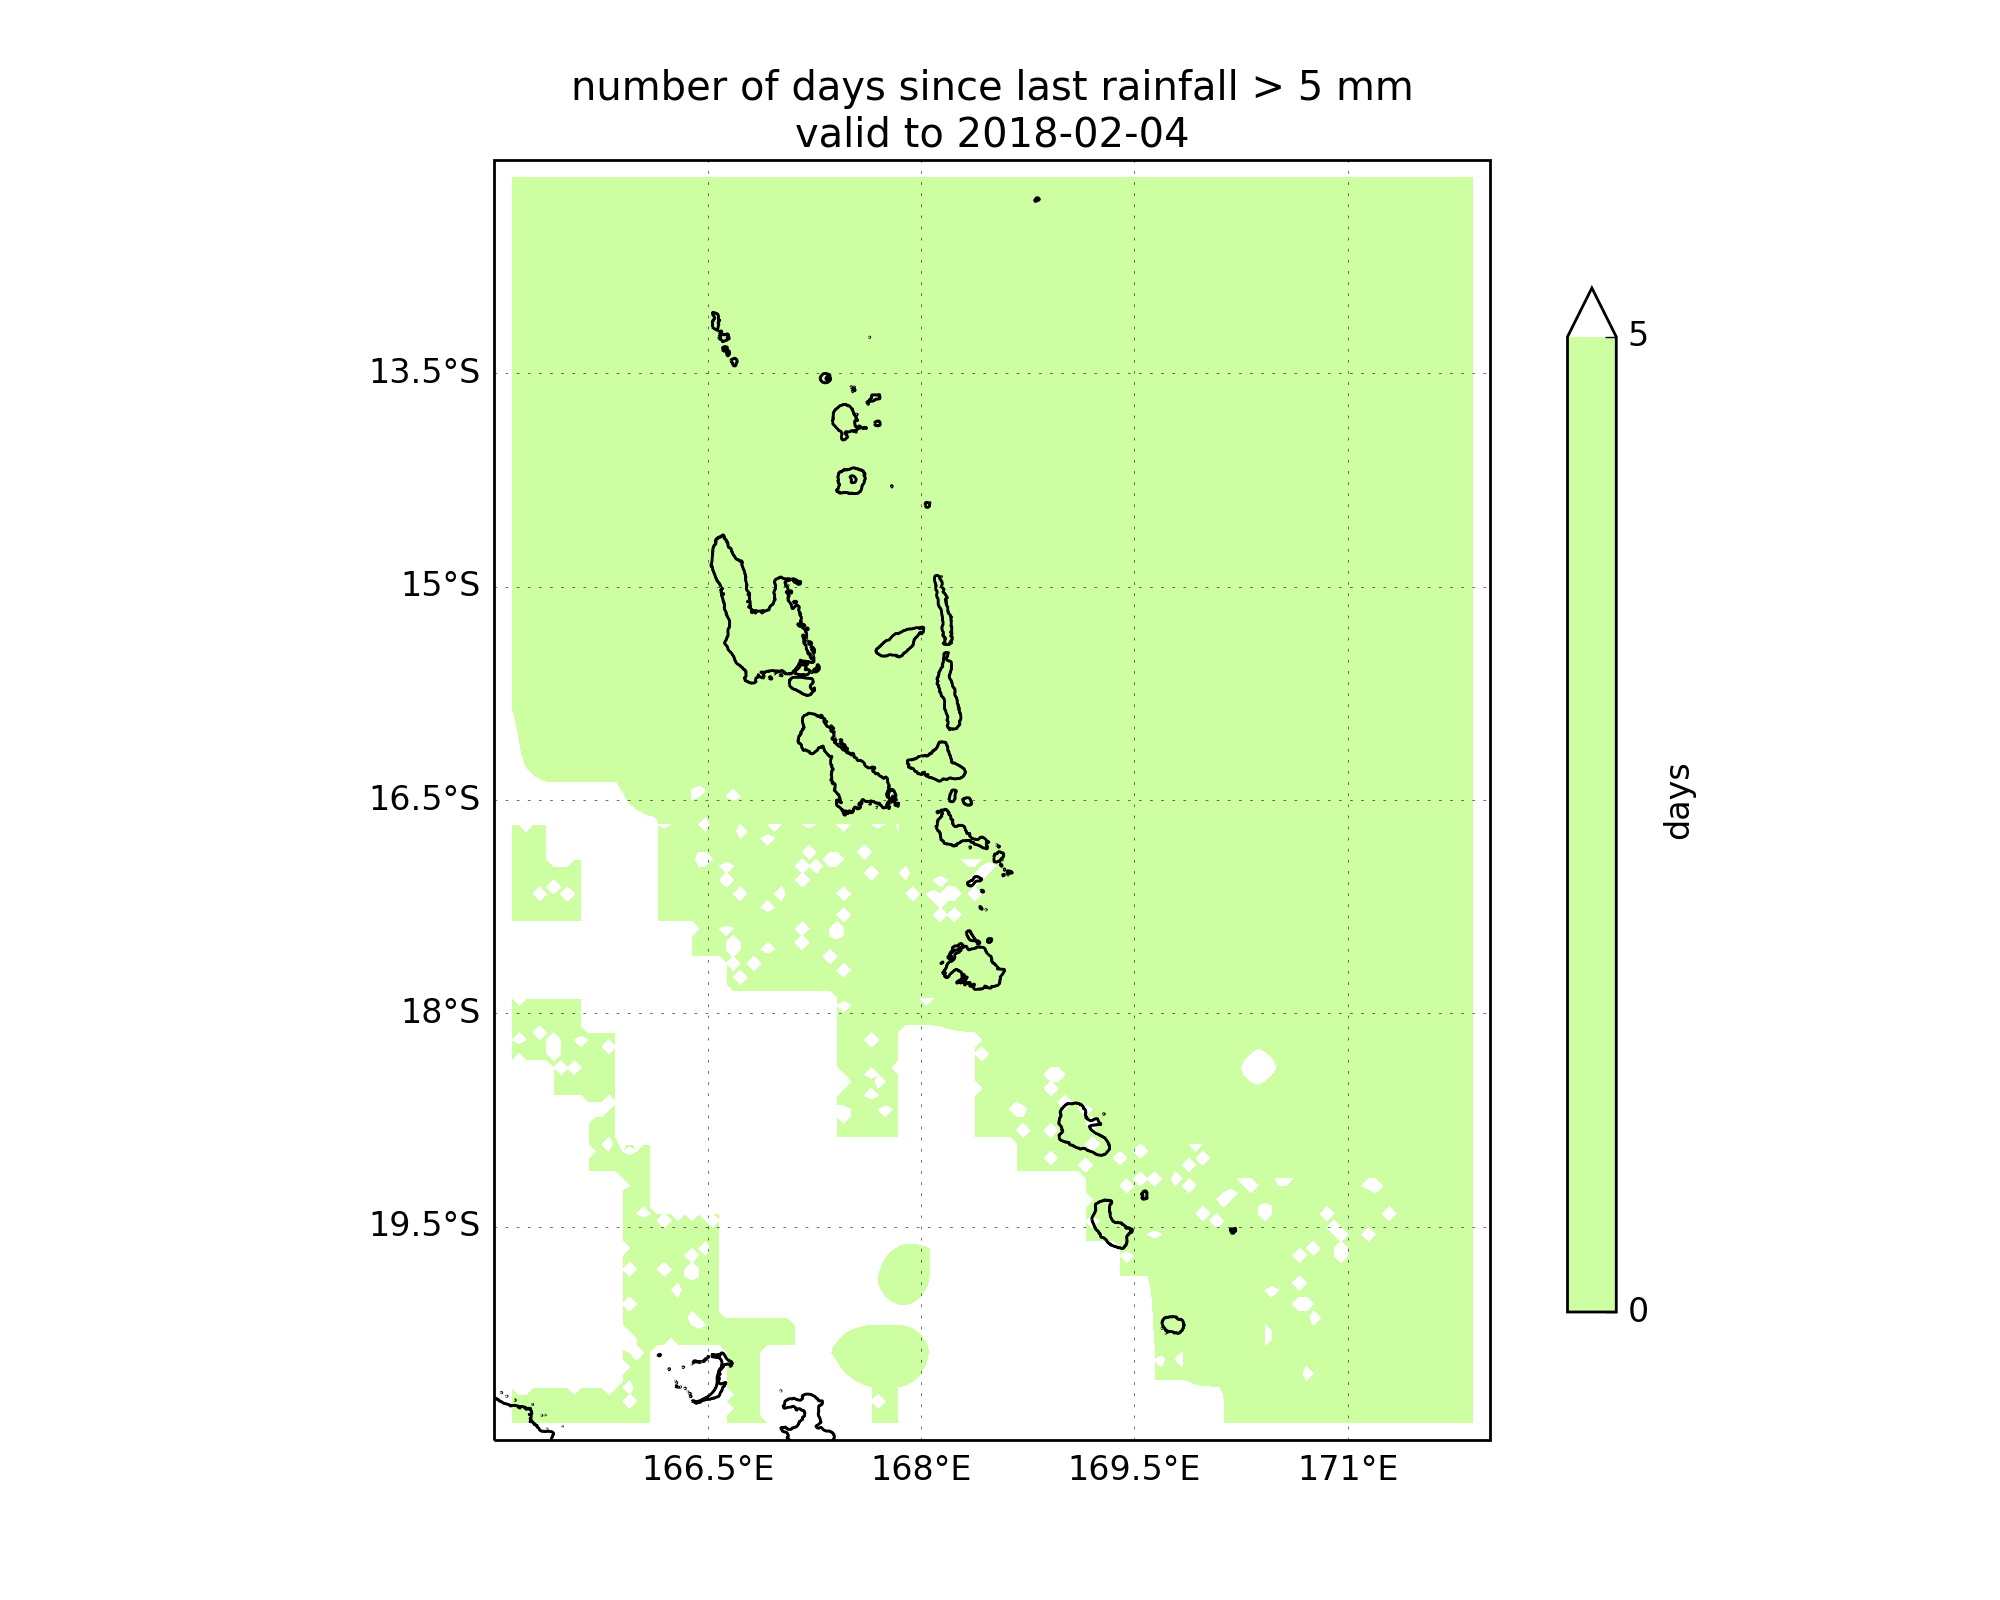 number of days since last rainfall > 5 mm
valid to 2018-02-04
13.5°S
15°S
16.5°S
18°S
19.5°S
166.5°E
168°E
169.5°E
171°E
5
days
0